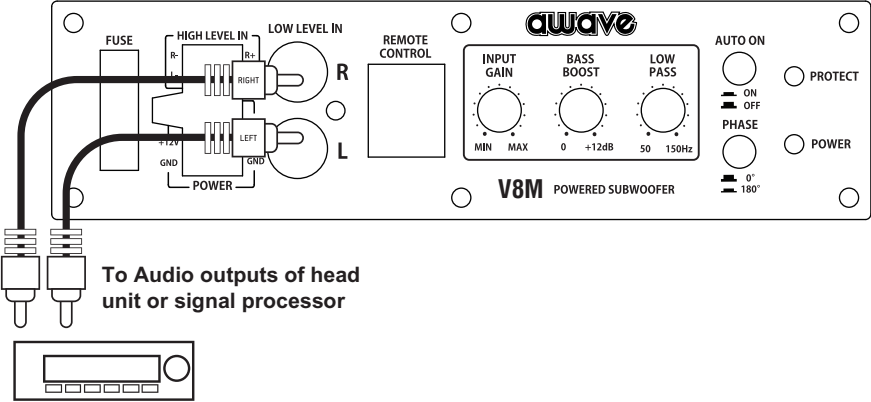 awave
FUSE
HIGH LEVEL IN
LOW LEVEL IN
R-
R+
RIGHT
R
LEFT
L
+12V
GND
GND
POWER
REMOTE
CONTROL
INPUT
GAIN
BASS
BOOST
LOW
PASS
MIN
MAX
0
+12dB
50
150Hz
AUTO ON
ON
OFF
PHASE
0°
180°
PROTECT
POWER
V8M POWERED SUBWOOFER
To Audio outputs of head
unit or signal processor